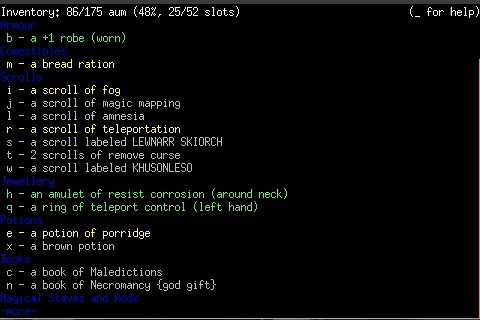 Inventory: 86/175 aum (48%, 25/52 slots) (_ for help)
Armour
b - a +1 robe (worn)
Comestibles
m - a bread ration
Scrolls
i - a scroll of fog
j - a scroll of magic mapping
l - a scroll of amnesia
r - a scroll of teleportation
s - a scroll labeled LEWNARR SKIORCH
t - 2 scrolls of remove curse
w - a scroll labeled KHUSONLESO
Jewellery
h - an amulet of resist corrosion (around neck)
q - a ring of teleport control (left hand)
Potions
e - a potion of porridge
x - a brown potion
Books
c - a book of Maledictions
n - a book of Necromancy {god gift}
Magical Staves and Rods
-more-